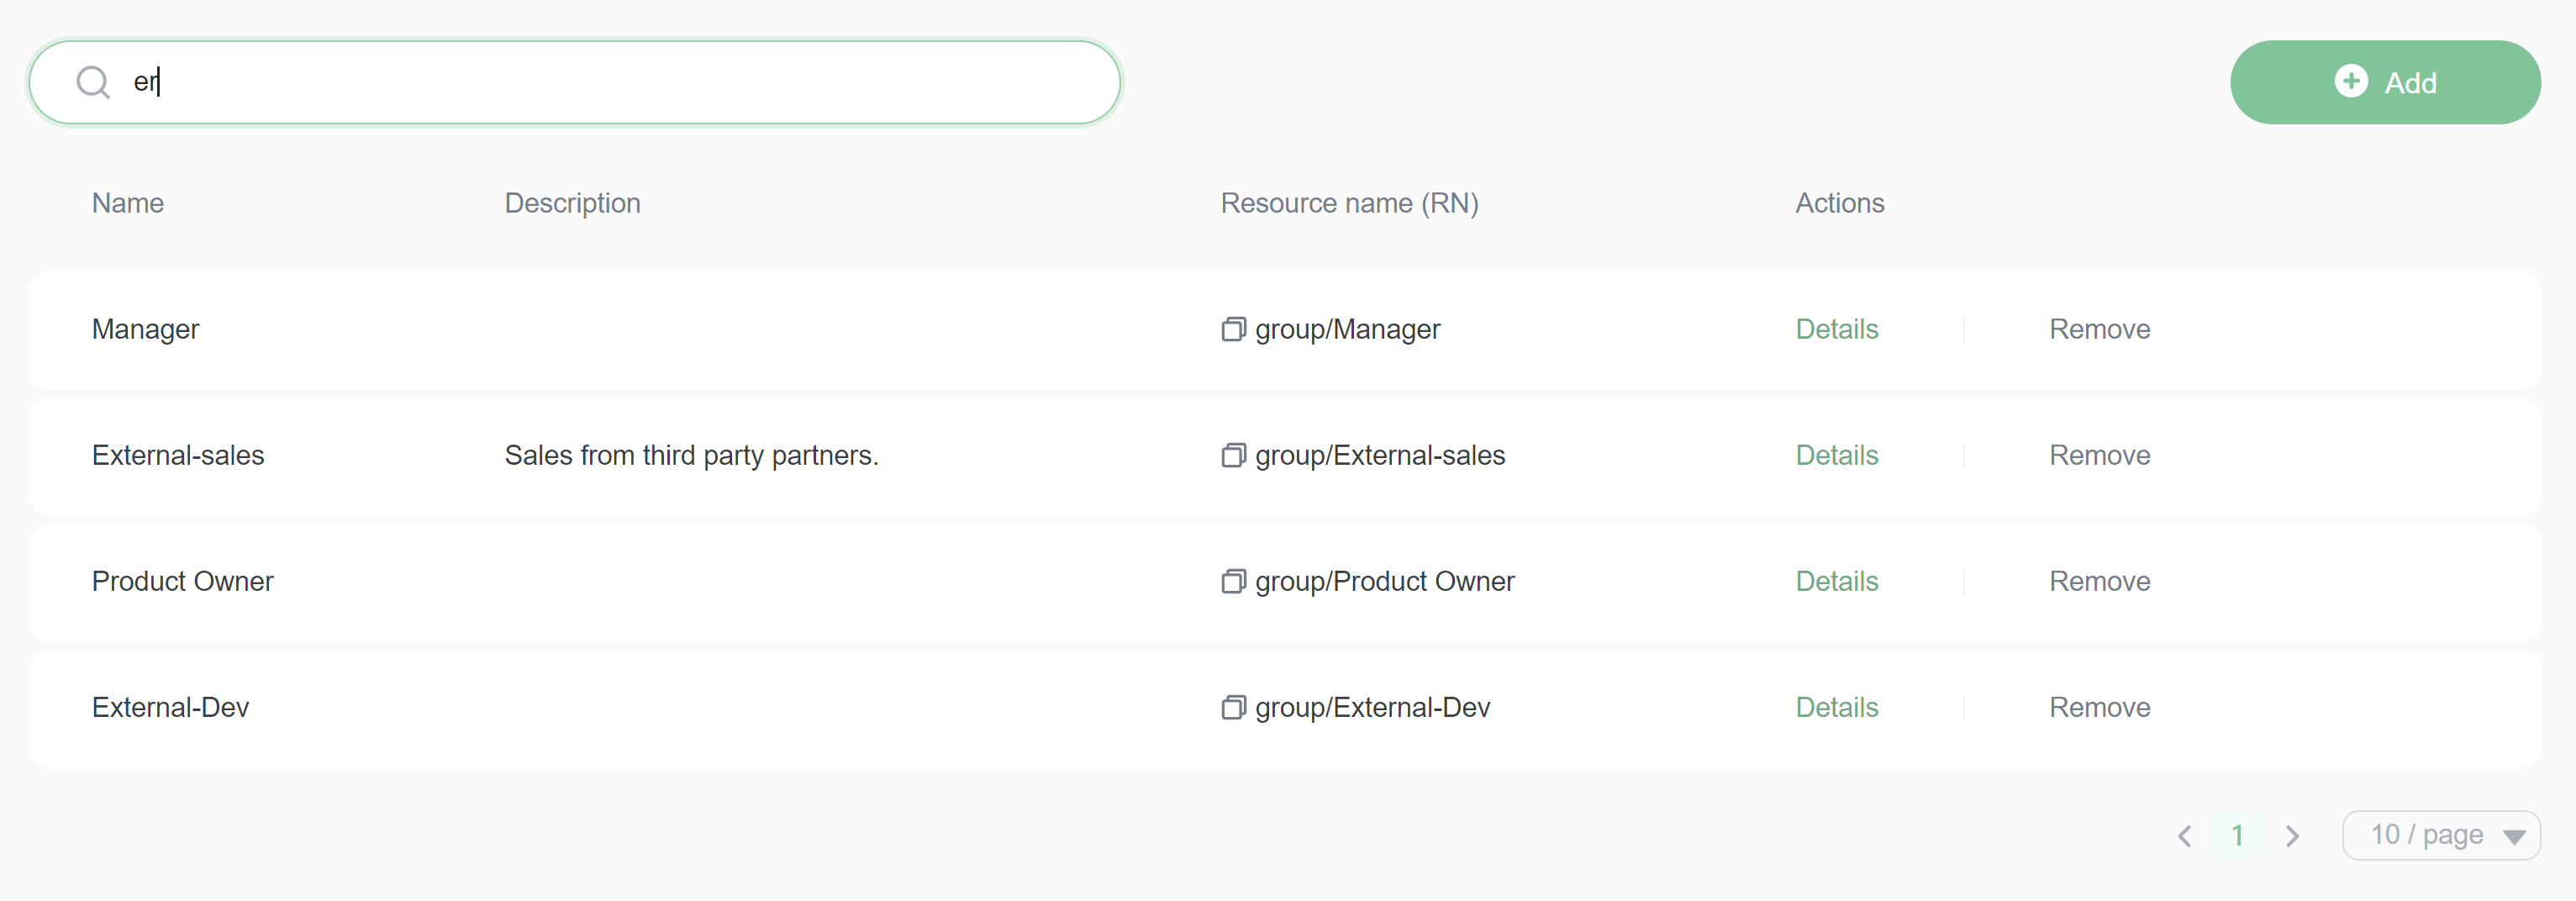 er
Add
Name Description Resource name (RN) Actions
Manager group/Manager Details Remove
External-sales Sales from third party partners. group/External-sales Details Remove
Product Owner group/Product Owner Details Remove
External-Dev group/External-Dev Details Remove
1 10 / page